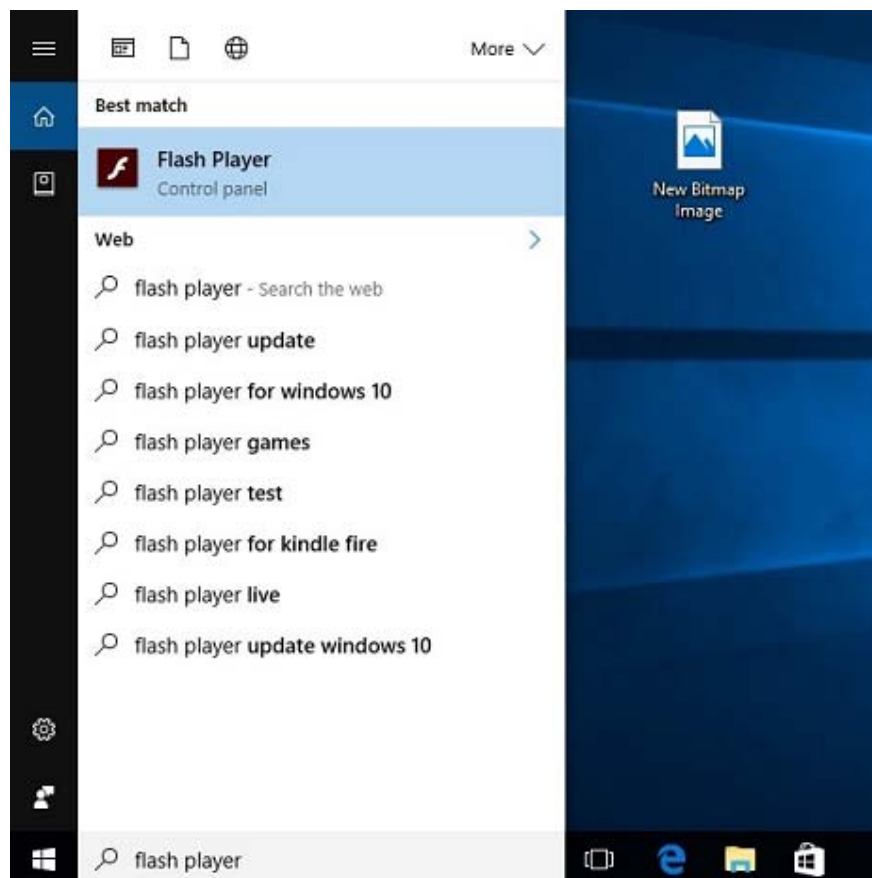 More
Best match
Flash Player
Control panel
Web
flash player - Search the web
flash player update
flash player for windows 10
flash player games
flash player test
flash player for kindle fire
flash player live
flash player update windows 10
flash player
New Bitmap
Image